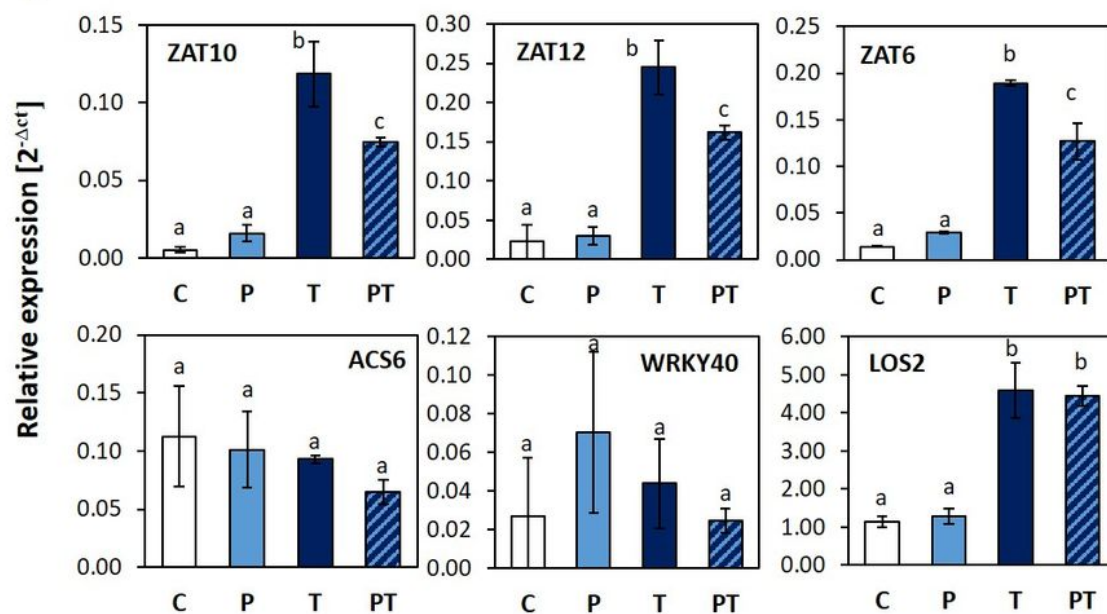 Relative expression [2^-Δct]
ZAT10
0.15
0.10
0.05
0.00
a
a
b
c
C P T PT
ZAT12
0.30
0.25
0.20
0.15
0.10
0.05
0.00
a
a
b
c
C P T PT
ZAT6
0.25
0.20
0.15
0.10
0.05
0.00
a
a
b
c
C P T PT
ACS6
0.20
0.15
0.10
0.05
0.00
a
a
a
a
C P T PT
WRKY40
0.12
0.10
0.08
0.06
0.04
0.02
0.00
a
a
a
a
C P T PT
LOS2
6.00
5.00
4.00
3.00
2.00
1.00
0.00
a
a
b
b
C P T PT